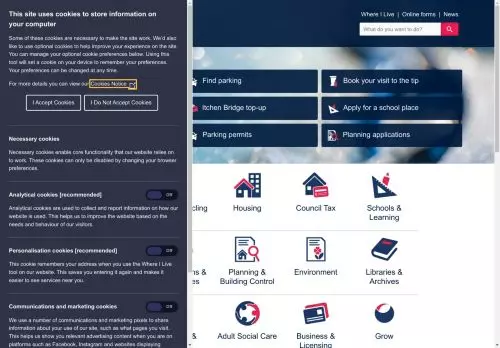 This site uses cookies to store information on
your computer
Some of these cookies are necessary to make the site work. We'd also
like to use optional cookies to help improve your experience on the site.
You can manage your optional cookie preferences below. Using this
tool will set a cookie on your device to remember your preferences.
Your preferences can be changed at any time.
For more details you can view our Cookies Notice
I Accept Cookies
I Do Not Accept Cookies
Necessary cookies
Necessary cookies enable core functionality that our website relies on
to work. These cookies can only be disabled by changing your browser
preferences.
Analytical cookies [recommended]
Off
Analytical cookies are used to collect and report information on how our
website is used. This helps us to improve the website based on the
needs and behaviour of our visitors.
Personalisation cookies [recommended]
Off
This cookie remembers your address when you use the Where I Live
tool on our website. This saves you entering it again and makes it
easier to see services near you.
Communications and marketing cookies
Off
We use a number of communications and marketing pixels to share
information about your use of our site, such as what pages you visit.
This helps us show you relevant advertising content when you are on
platforms such as Facebook, Instagram and websites displaying
Where I Live | Online forms | News
What do you want to do?
Find parking
Book your visit to the tip
Itchen Bridge top-up
Apply for a school place
Parking permits
Planning applications
cling
Housing
Council Tax
Schools &
Learning
s &
s
Planning &
Building Control
Environment
Libraries &
Archives
&
Adult Social Care
Business &
Licensing
Grow